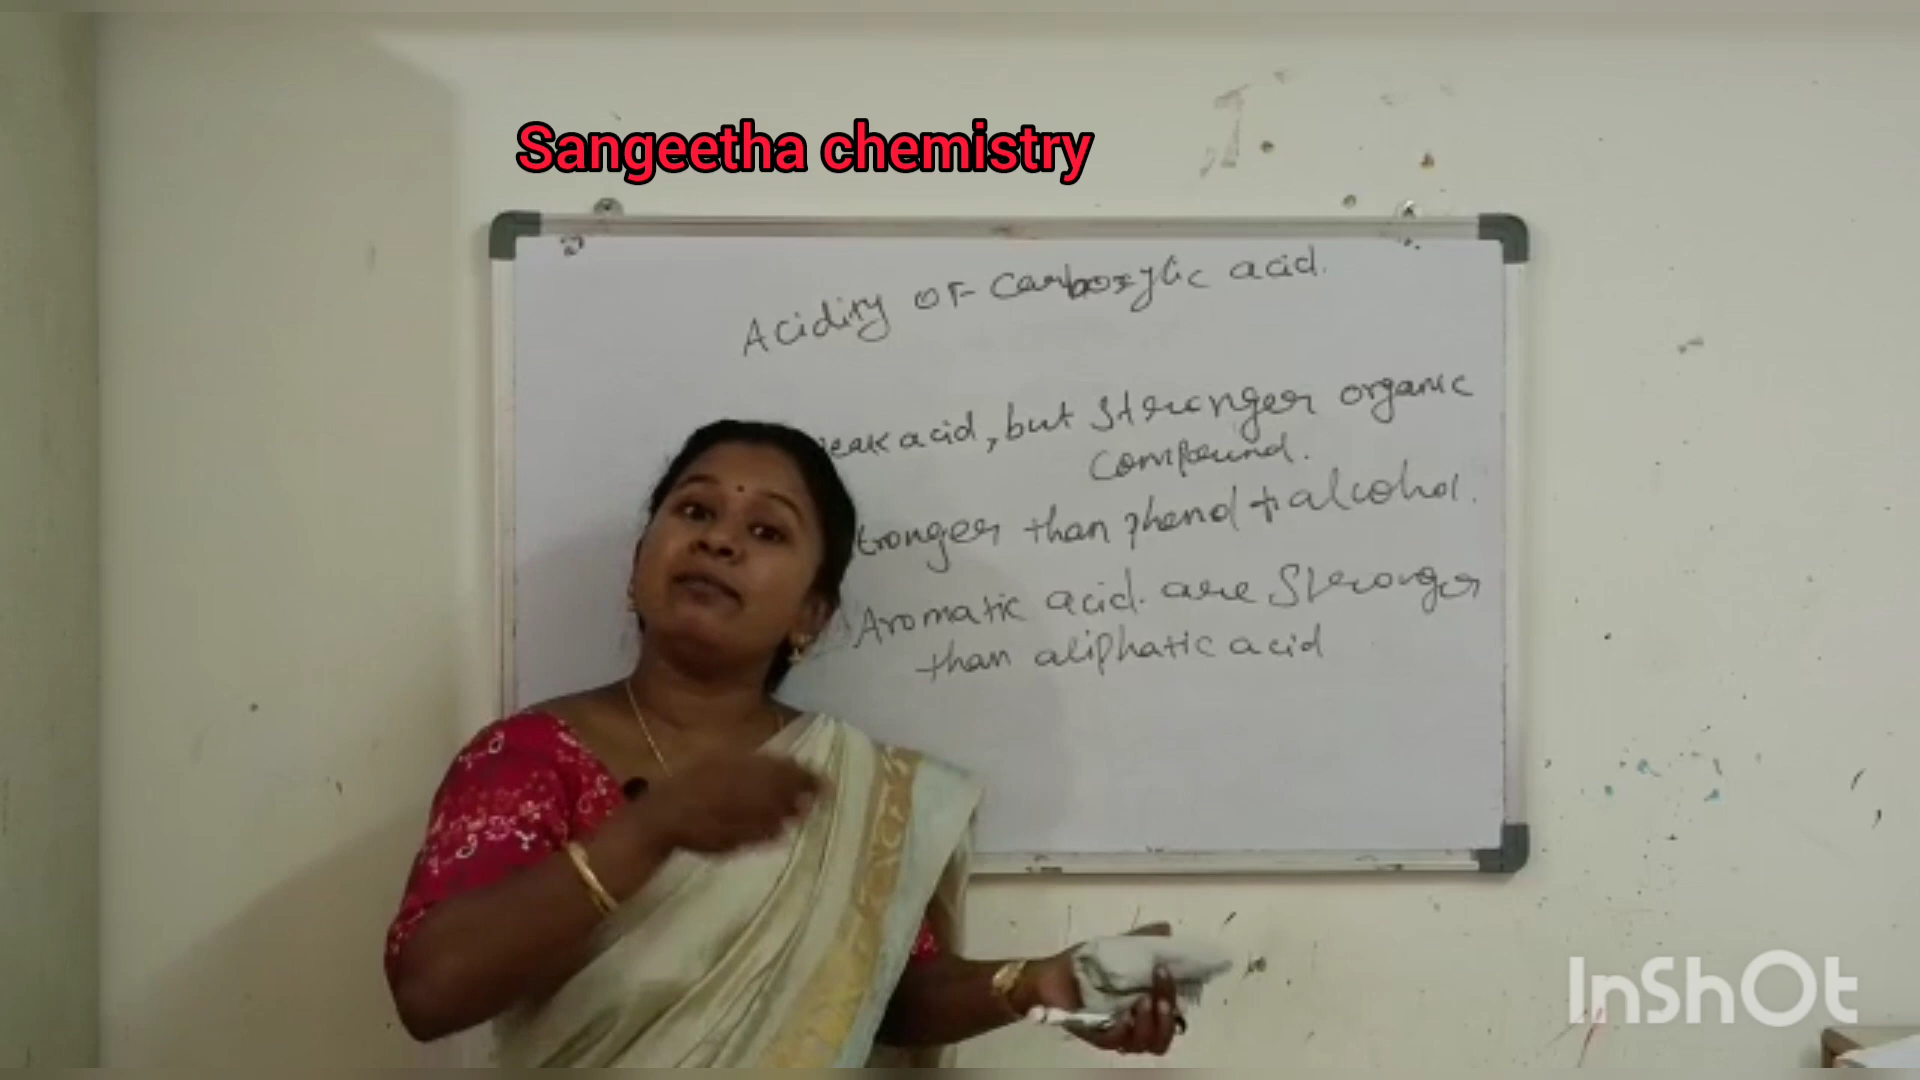 Sangeetha chemistry
Acidity OF Carboxylic acid.
eak acid, but Stronger organic
Compound.
tronger than phenol + alcohol.
Aromatic acid. are Stronger
than aliphatic acid
InShOt